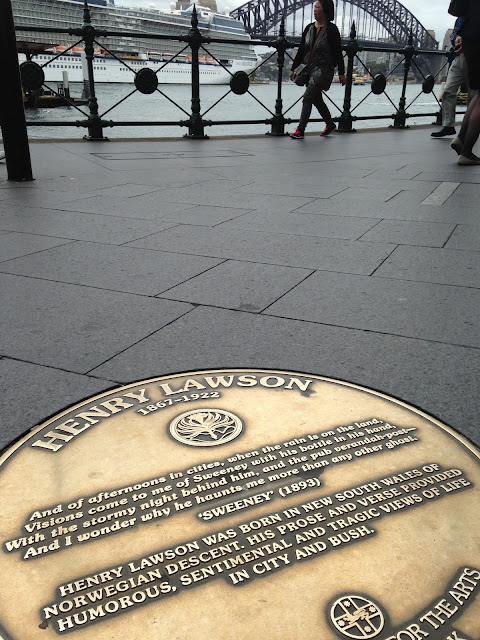 HENRY LAWSON
1867–1922
And of afternoons in cities, when the rain is on the land,
Visions come to me of Sweeney with his bottle in his hand,
With the stormy night behind him, and the pub verandah-post–
And I wonder why he haunts me more than any other ghost.
'SWEENEY' (1893)
HENRY LAWSON WAS BORN IN NEW SOUTH WALES OF
NORWEGIAN DESCENT. HIS PROSE AND VERSE PROVIDED
HUMOROUS, SENTIMENTAL AND TRAGIC VIEWS OF LIFE
IN CITY AND BUSH.
FOR THE ARTS